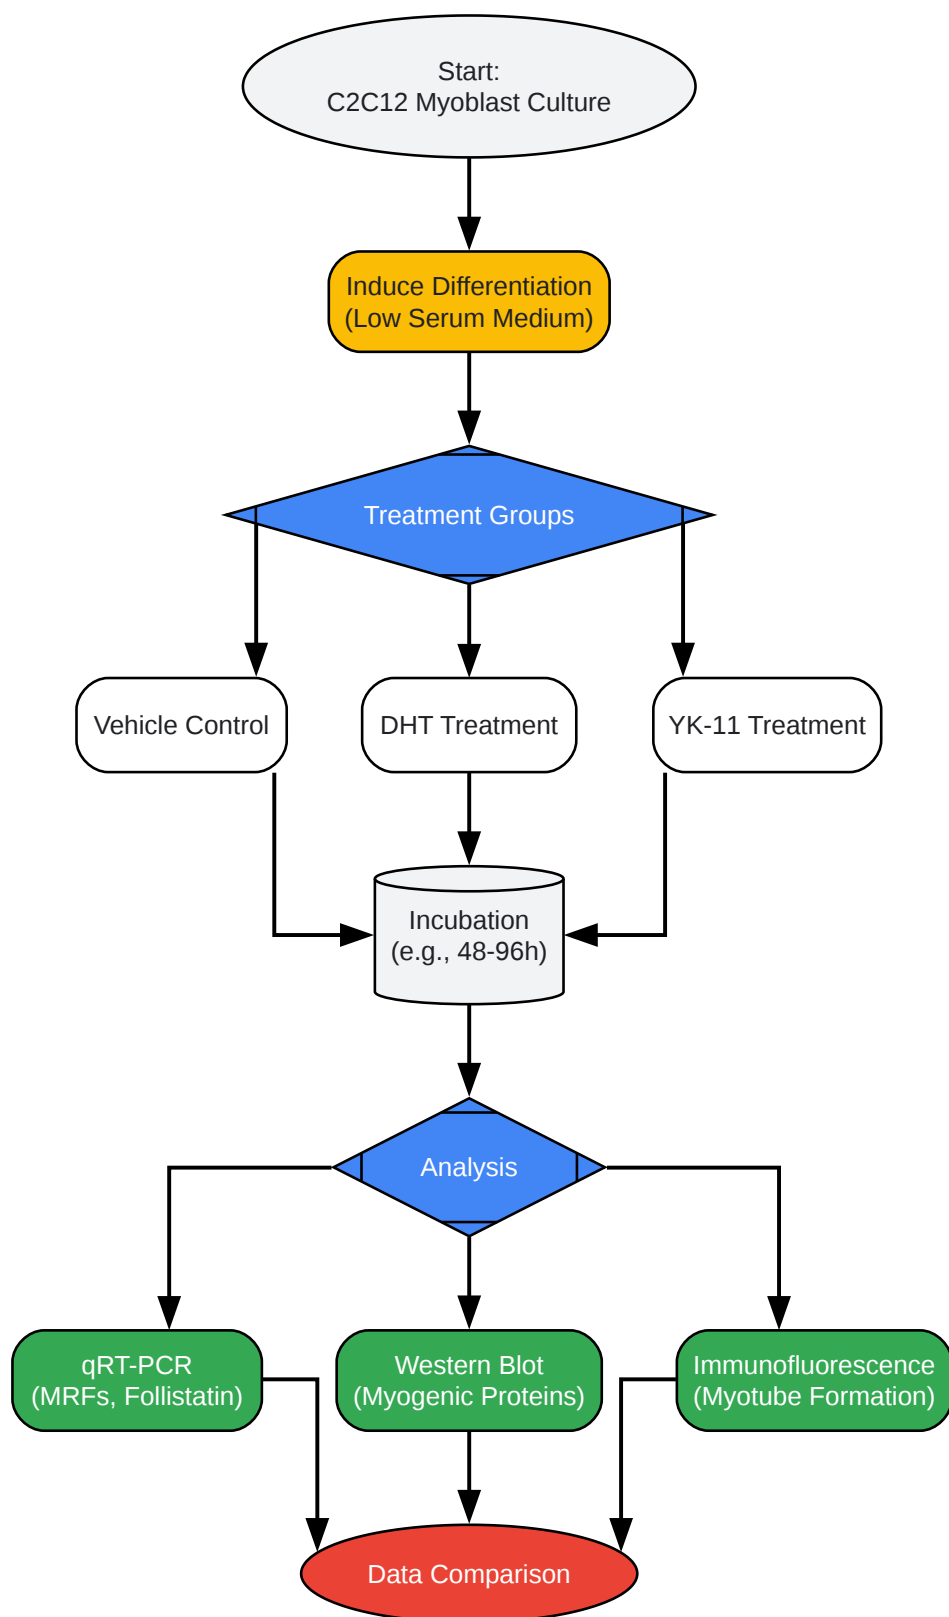 Start:
C2C12 Myoblast Culture
Induce Differentiation
(Low Serum Medium)
Treatment Groups
Vehicle Control
DHT Treatment
YK-11 Treatment
Incubation
(e.g., 48-96h)
Analysis
qRT-PCR
(MRFs, Follistatin)
Western Blot
(Myogenic Proteins)
Immunofluorescence
(Myotube Formation)
Data Comparison